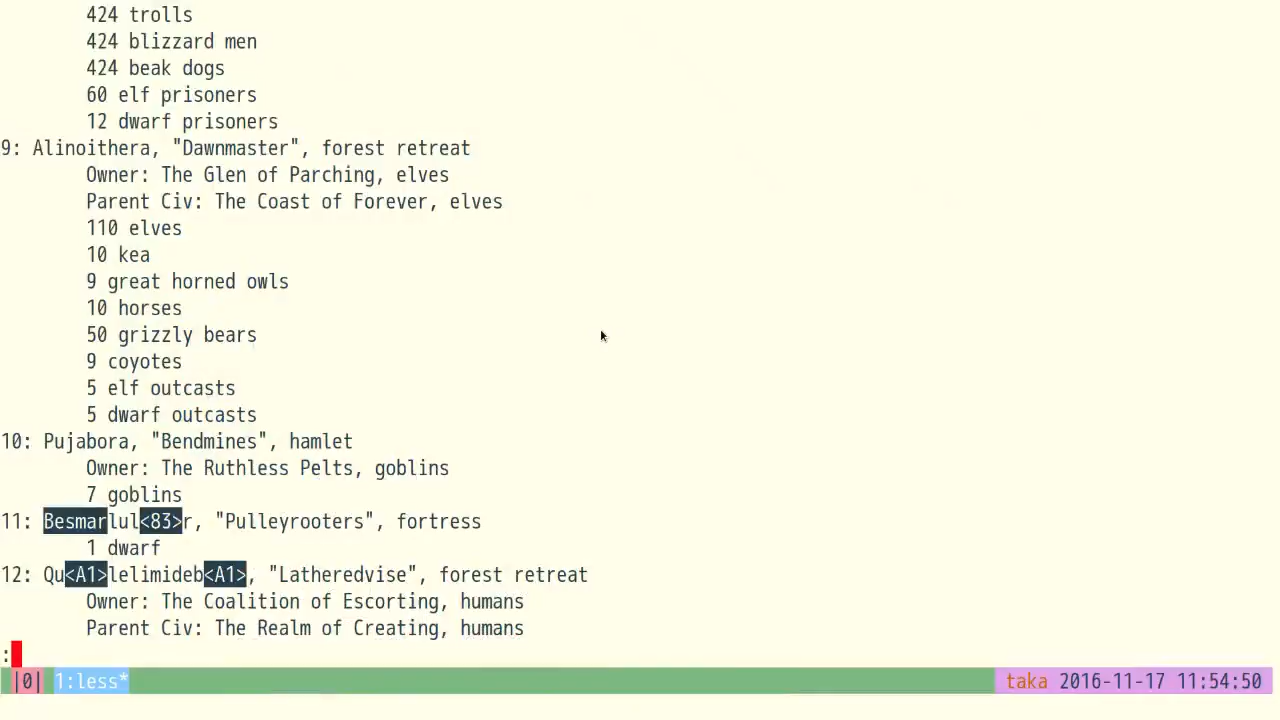 424 trolls
424 blizzard men
424 beak dogs
60 elf prisoners
12 dwarf prisoners
9: Alinoithera, "Dawnmaster", forest retreat
Owner: The Glen of Parching, elves
Parent Civ: The Coast of Forever, elves
110 elves
10 kea
9 great horned owls
10 horses
50 grizzly bears
9 coyotes
5 elf outcasts
5 dwarf outcasts
10: Pujabora, "Bendmines", hamlet
Owner: The Ruthless Pelts, goblins
7 goblins
11: Besmarlul<83>r, "Pulleyrooters", fortress
1 dwarf
12: Qu<A1>lelimideb<A1>, "Latheredvise", forest retreat
Owner: The Coalition of Escorting, humans
Parent Civ: The Realm of Creating, humans
:
|0| 1:less* taka 2016-11-17 11:54:50